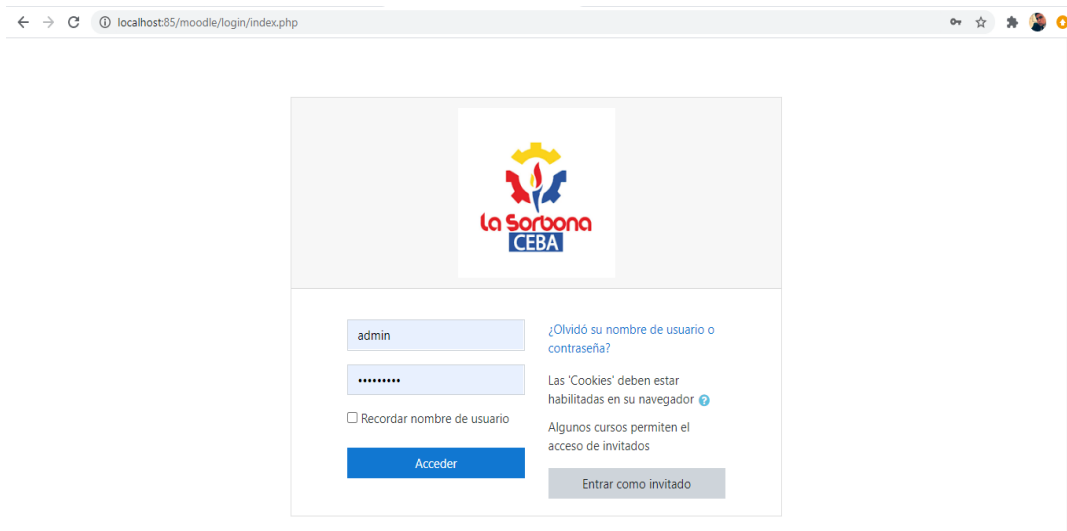 localhost:85/moodle/login/index.php
La Sorbona
CEBA
admin
•••••••••
Recordar nombre de usuario
Acceder
¿Olvidó su nombre de usuario o
contraseña?
Las 'Cookies' deben estar
habilitadas en su navegador ?
Algunos cursos permiten el
acceso de invitados
Entrar como invitado